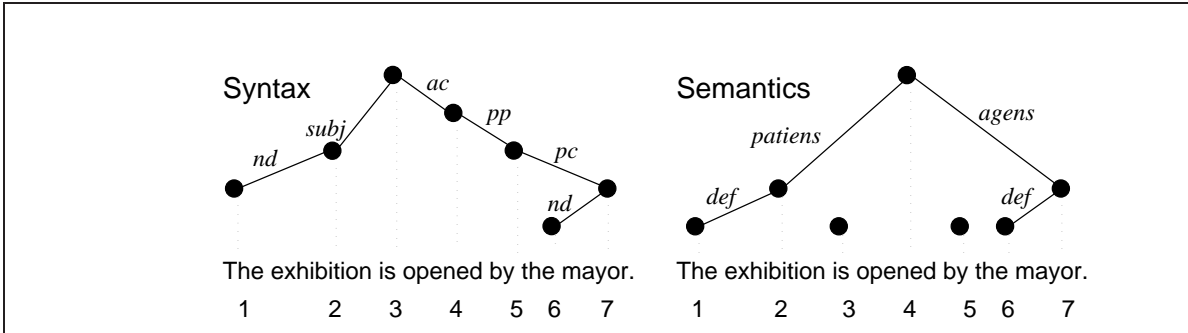 Syntax
ac
pp
subj
pc
nd
nd
The exhibition is opened by the mayor.
1 2 3 4 5 6 7
Semantics
agens
patiens
def
def
The exhibition is opened by the mayor.
1 2 3 4 5 6 7